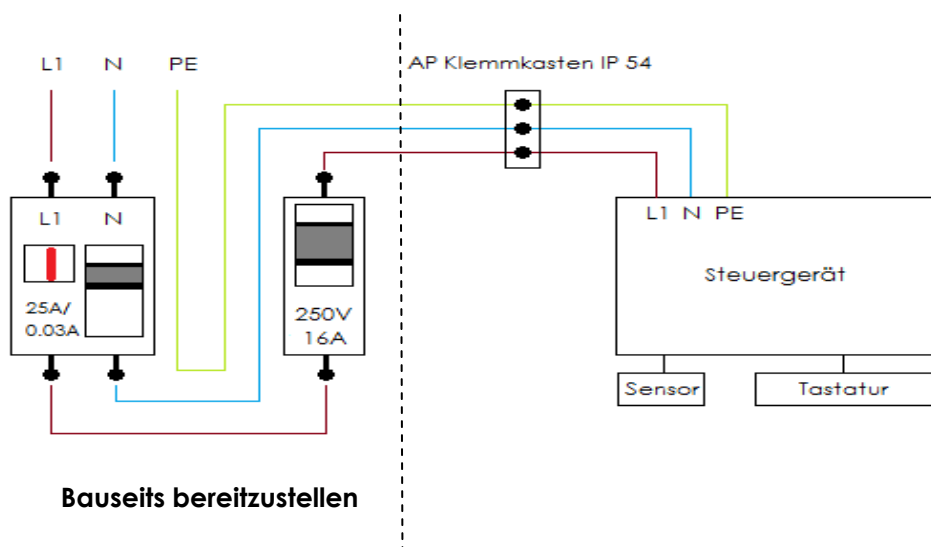 L1 N PE
AP Klemmkasten IP 54
L1 N
25A/
0.03A
250V
16A
L1 N PE
Steuergerät
Sensor
Tastatur
Bauseits bereitzustellen